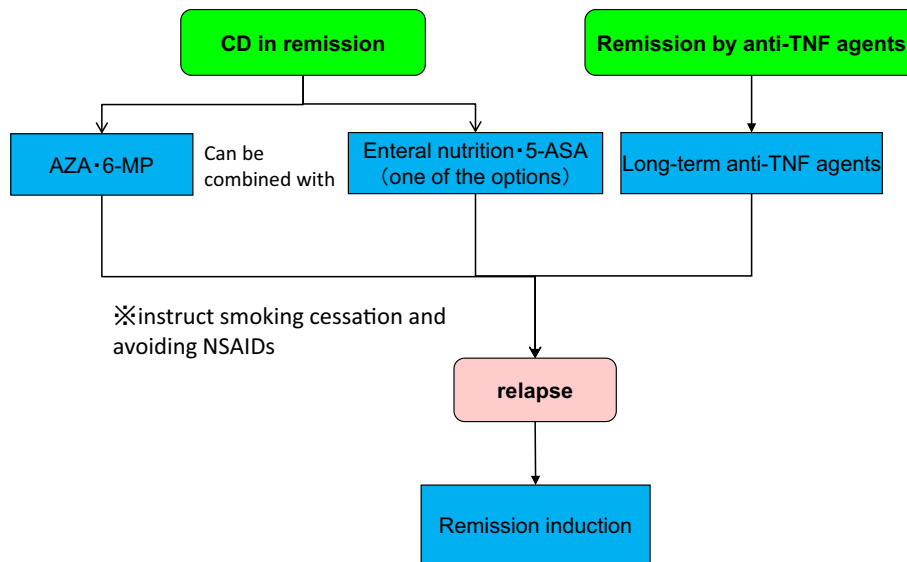 CD in remission
Remission by anti-TNF agents
AZA・6-MP
Can be
combined with
Enteral nutrition・5-ASA
（one of the options）
Long-term anti-TNF agents
※instruct smoking cessation and
avoiding NSAIDs
relapse
Remission induction